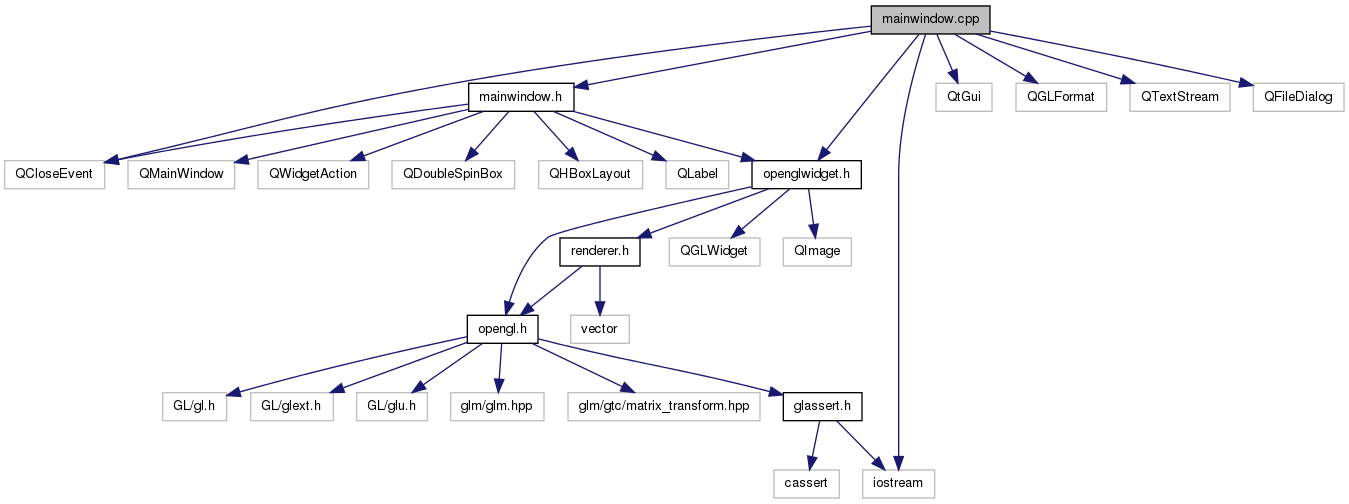 mainwindow.cpp
mainwindow.h
QtGui
QGLFormat
QTextStream
QFileDialog
QCloseEvent
QMainWindow
QWidgetAction
QDoubleSpinBox
QHBoxLayout
QLabel
openglwidget.h
renderer.h
QGLWidget
QImage
opengl.h
vector
GL/gl.h
GL/glext.h
GL/glu.h
glm/glm.hpp
glm/gtc/matrix_transform.hpp
glassert.h
cassert
iostream